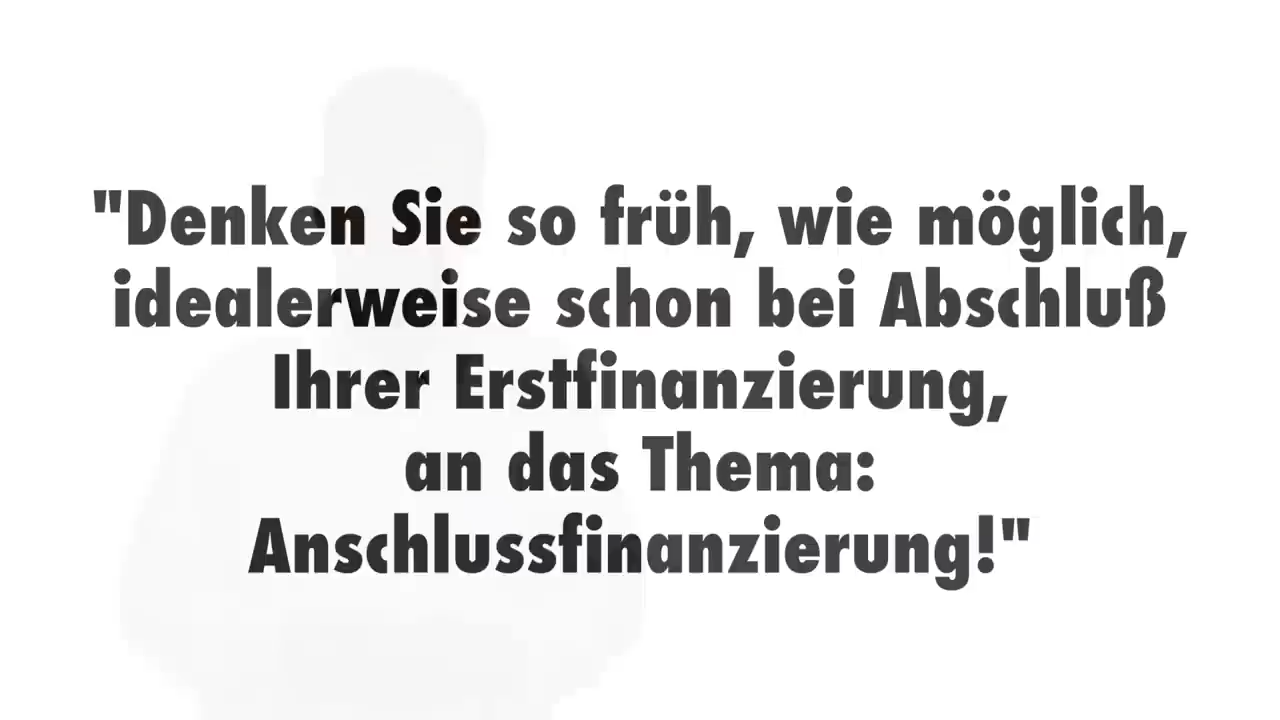 "Denken Sie so früh, wie möglich,
idealerweise schon bei Abschluß
Ihrer Erstfinanzierung,
an das Thema:
Anschlussfinanzierung!"